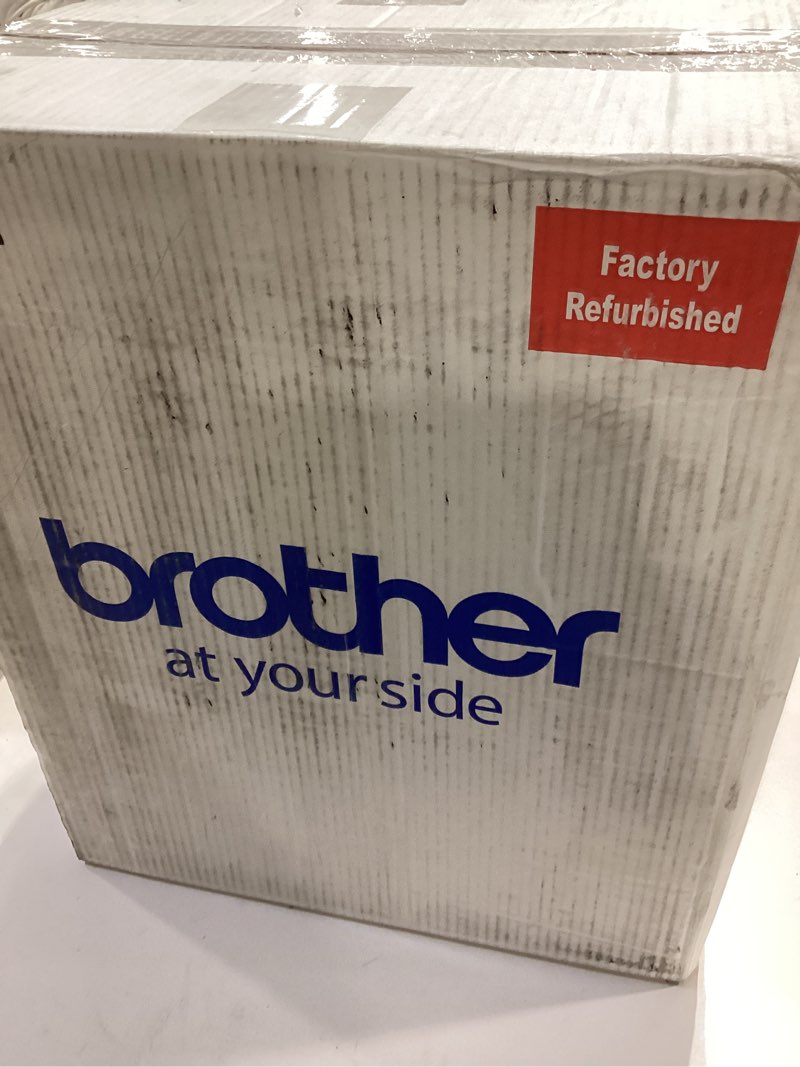 Factory
Refurbished
brother
at your side